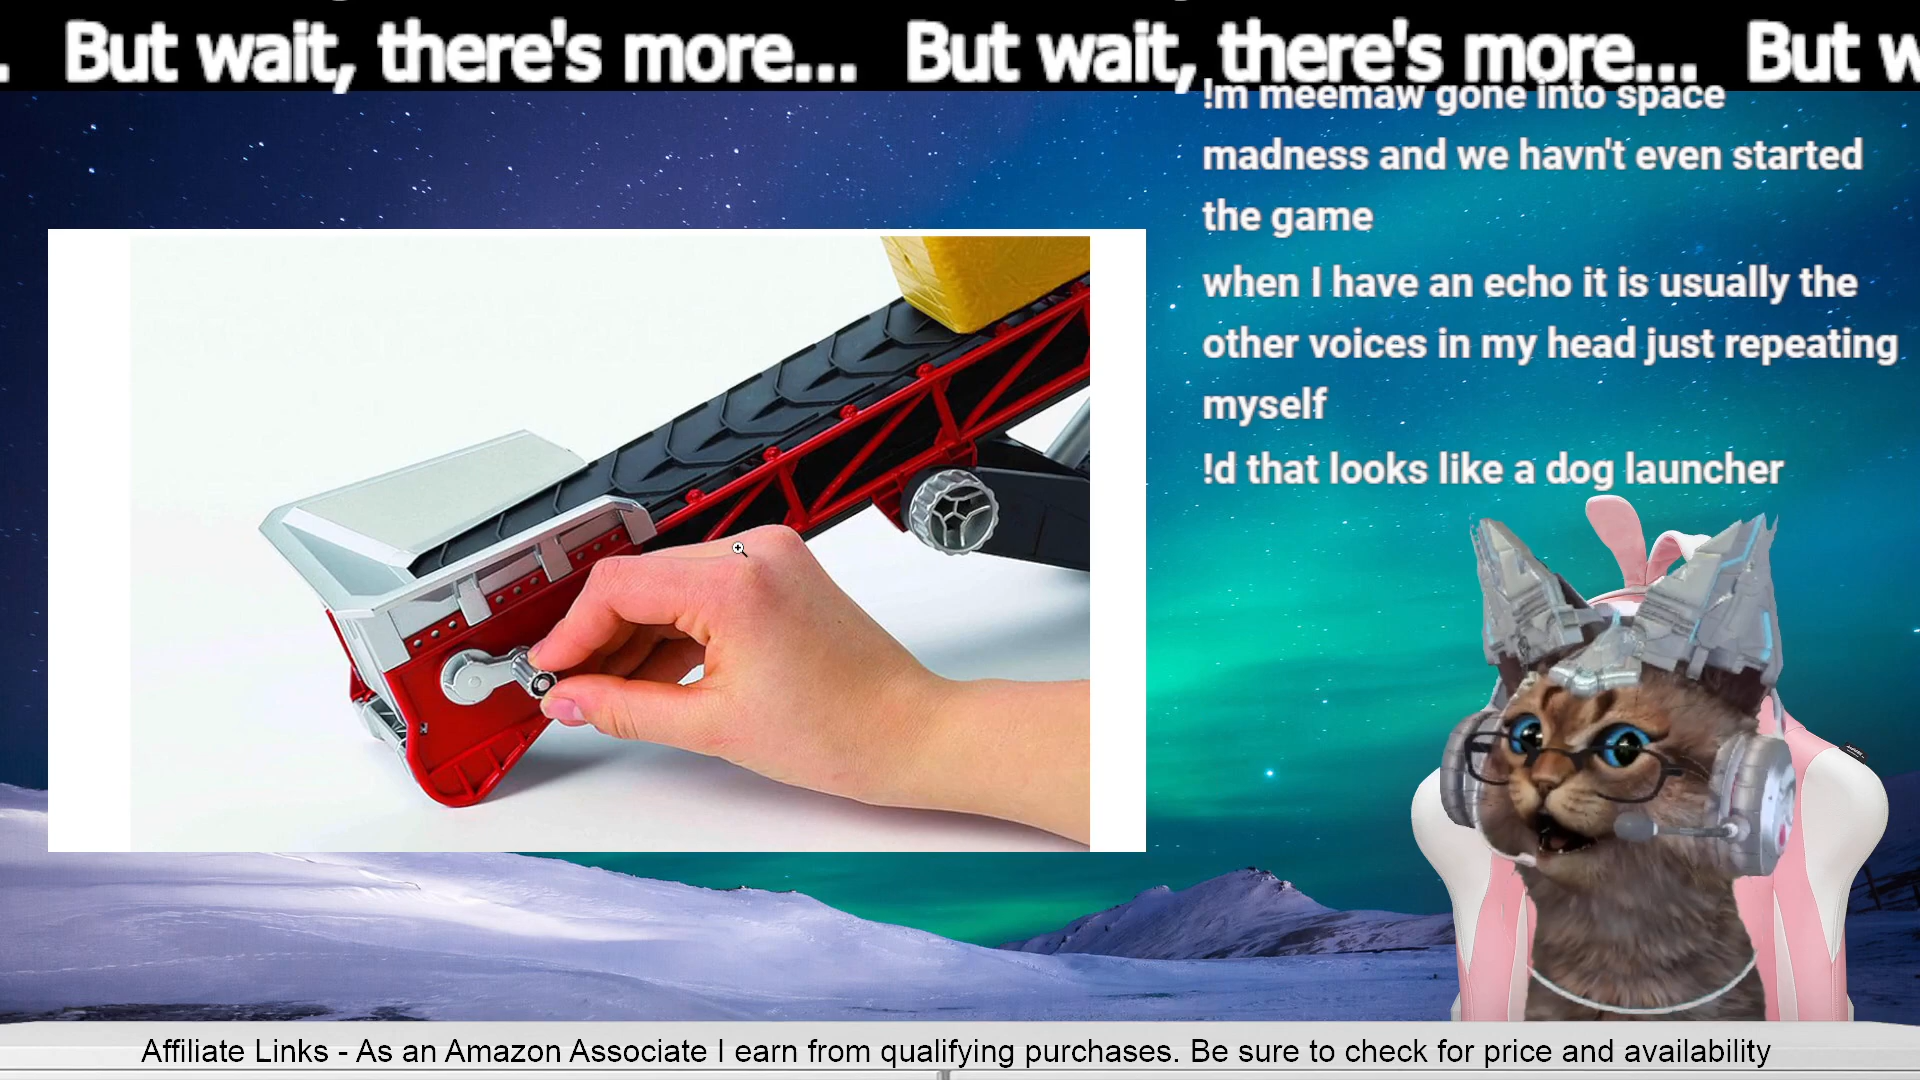 . But wait, there's more... But wait, there's more... But w
!m meemaw gone into space
madness and we havn't even started
the game
when I have an echo it is usually the
other voices in my head just repeating
myself
!d that looks like a dog launcher
Affiliate Links - As an Amazon Associate I earn from qualifying purchases. Be sure to check for price and availability